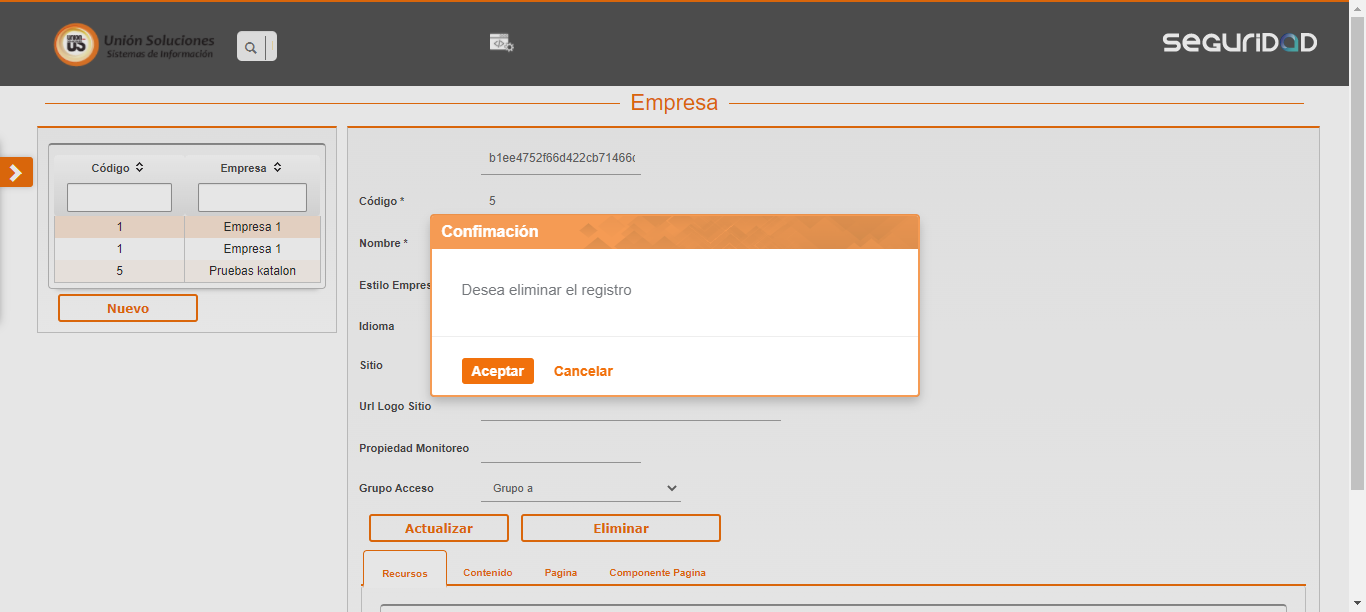 UNION
US
Unión Soluciones
Sistemas de Información
seguridad
Empresa
Código
Empresa
1
Empresa 1
1
Empresa 1
5
Pruebas katalon
Nuevo
b1ee4752f66d422cb71466
Código *
5
Nombre *
Estilo Empres
Idioma
Sitio
Url Logo Sitio
Propiedad Monitoreo
Grupo Acceso
Grupo a
Confimación
Desea eliminar el registro
Aceptar
Cancelar
Actualizar
Eliminar
Recursos
Contenido
Pagina
Componente Pagina